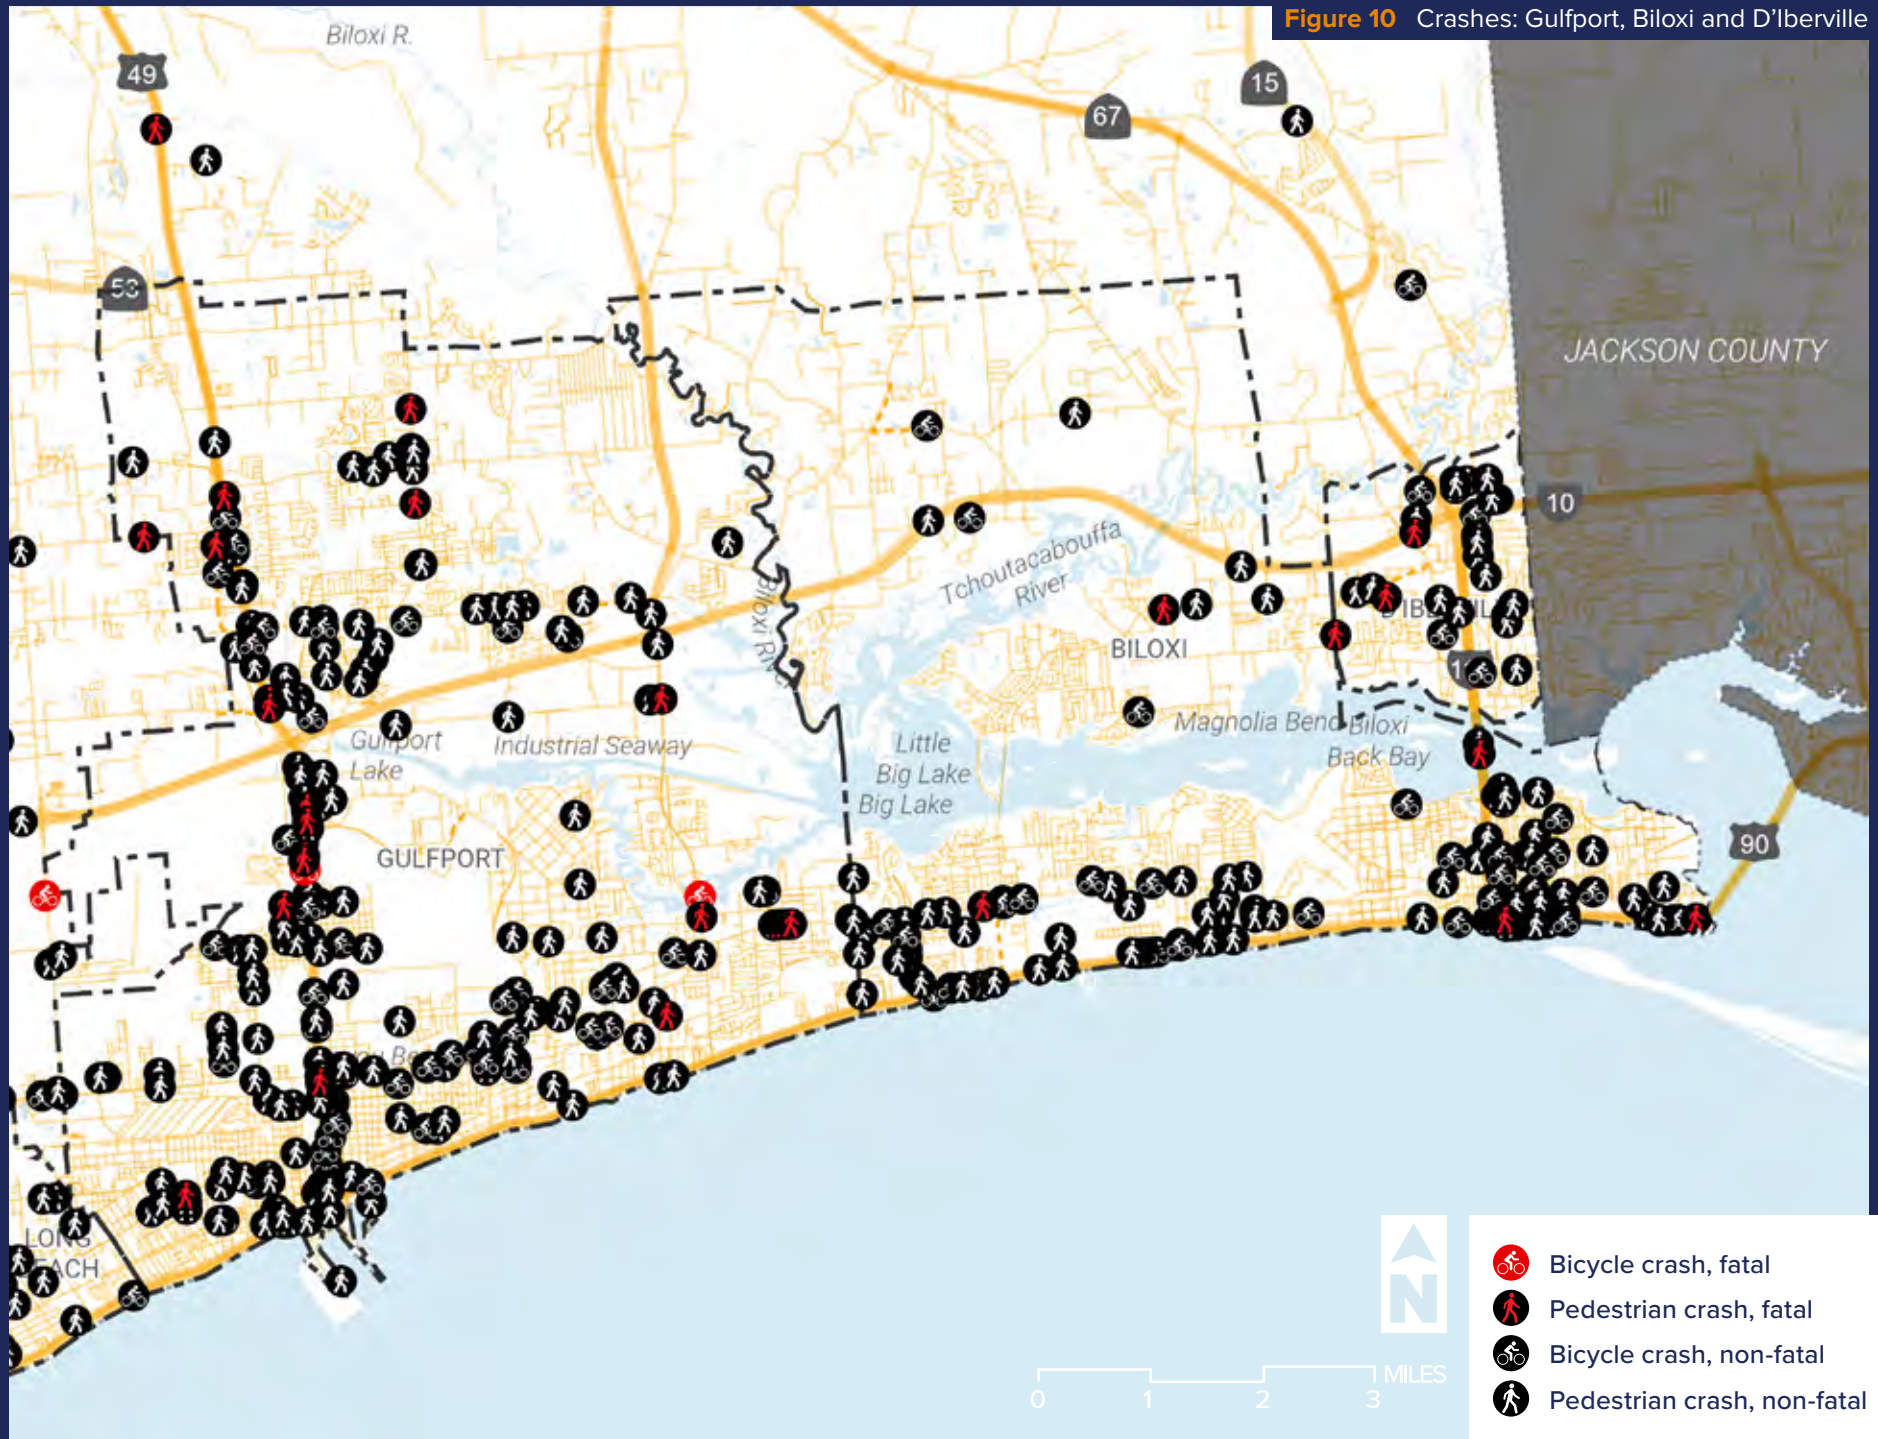 Figure 10 Crashes: Gulfport, Biloxi and D'Iberville
Biloxi R.
49
15
67
53
JACKSON COUNTY
10
Tchoutacabouffa
River
Biloxi
BILOXI
Magnolia Bend
Biloxi
Back Bay
Gulfport
Lake
Industrial Seaway
Little
Big Lake
Big Lake
GULFPORT
90
LONG
N
0 1 2 3 MILES
Bicycle crash, fatal
Pedestrian crash, fatal
Bicycle crash, non-fatal
Pedestrian crash, non-fatal